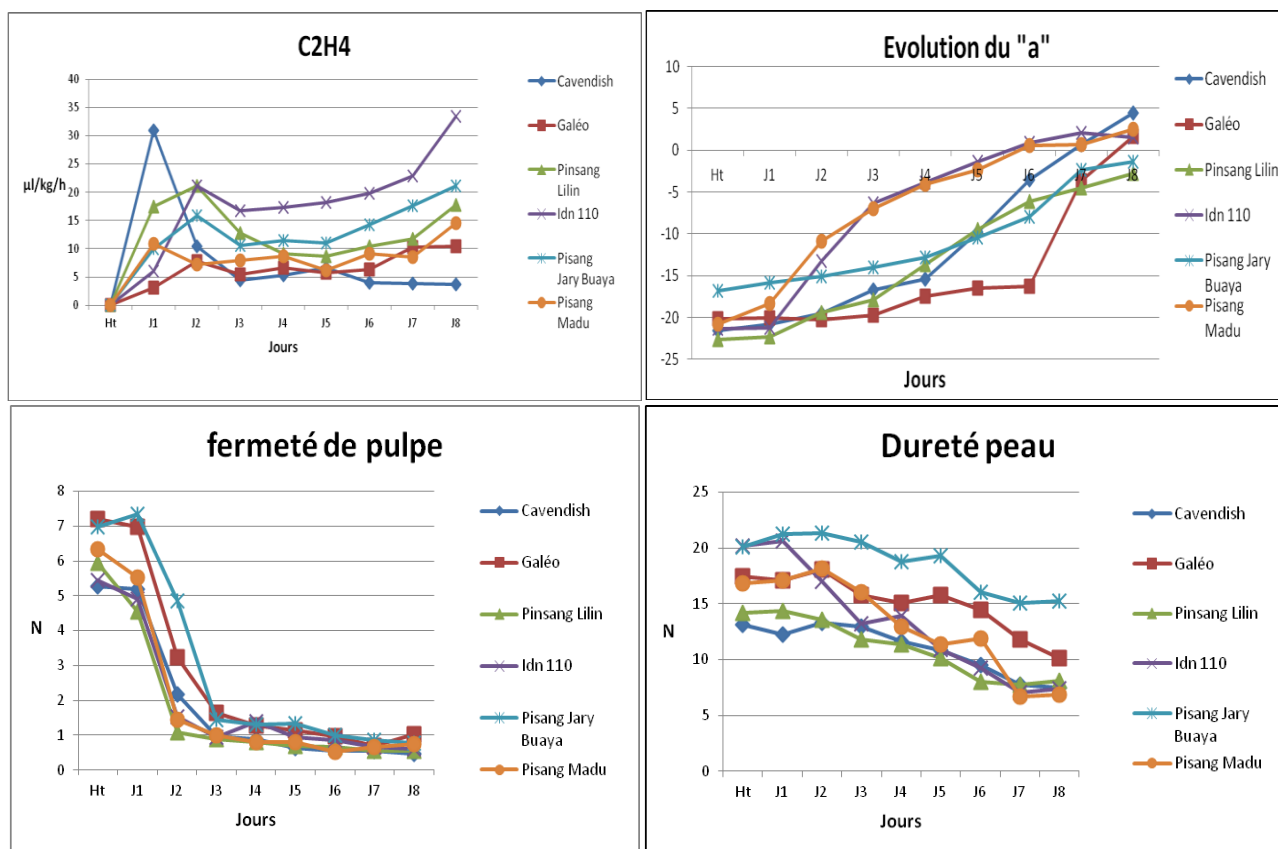 C2H4
40
35
30
25
20
15
10
5
0
µl/kg/h
Ht J1 J2 J3 J4 J5 J6 J7 J8
Jours
Cavendish
Galéo
Pinsang
Lilin
Idn 110
Pisang
Jary Buaya
Pisang
Madu
Evolution du "a"
10
5
0
-5
-10
-15
-20
-25
Ht J1 J2 J3 J4 J5 J6 J7 J8
Jours
Cavendish
Galéo
Pinsang Lilin
Idn 110
Pisang Jary
Buaya
Pisang
Madu
fermeté de pulpe
8
7
6
5
4
3
2
1
0
N
Ht J1 J2 J3 J4 J5 J6 J7 J8
Jours
Cavendish
Galéo
Pinsang Lilin
Idn 110
Pisang Jary
Buaya
Pisang Madu
Dureté peau
25
20
15
10
5
0
N
Ht J1 J2 J3 J4 J5 J6 J7 J8
Jours
Cavendish
Galéo
Pinsang Lilin
Idn 110
Pisang Jary
Buaya
Pisang Madu